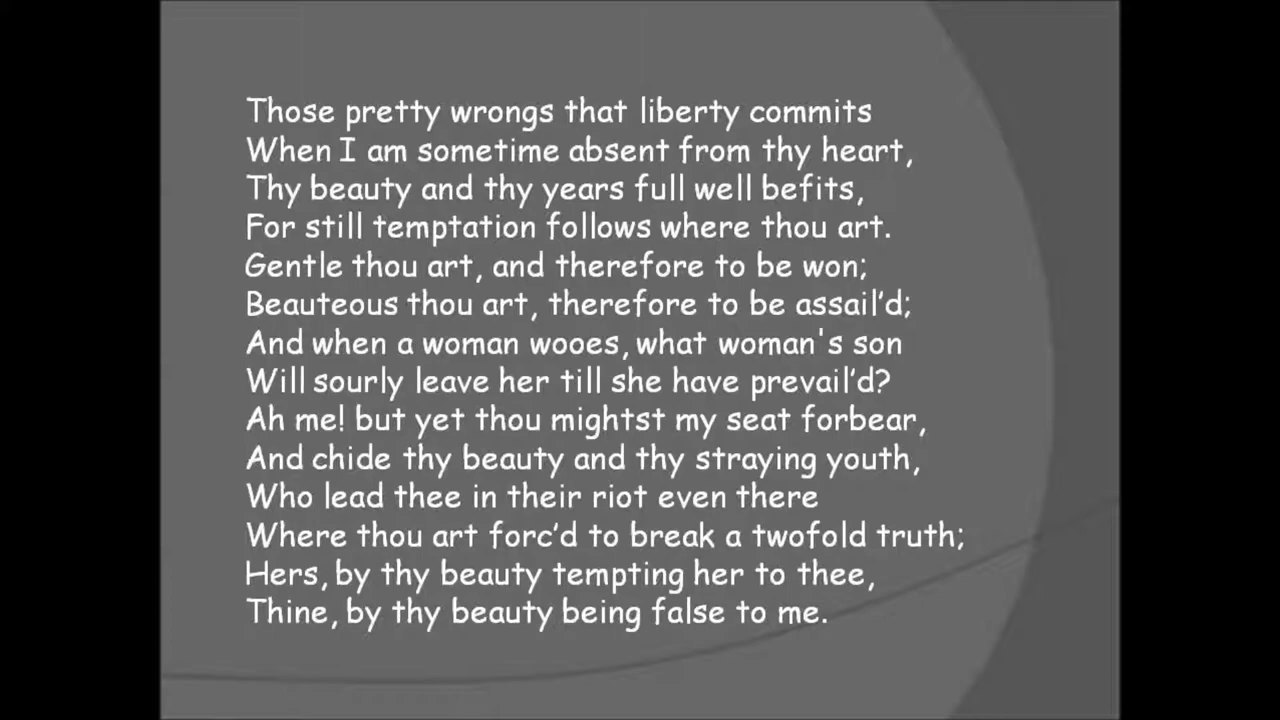 Those pretty wrongs that liberty commits
When I am sometime absent from thy heart,
Thy beauty and thy years full well befits,
For still temptation follows where thou art.
Gentle thou art, and therefore to be won;
Beauteous thou art, therefore to be assail’d;
And when a woman wooes, what woman's son
Will sourly leave her till she have prevail’d?
Ah me! but yet thou mightst my seat forbear,
And chide thy beauty and thy straying youth,
Who lead thee in their riot even there
Where thou art forc’d to break a twofold truth;
Hers, by thy beauty tempting her to thee,
Thine, by thy beauty being false to me.